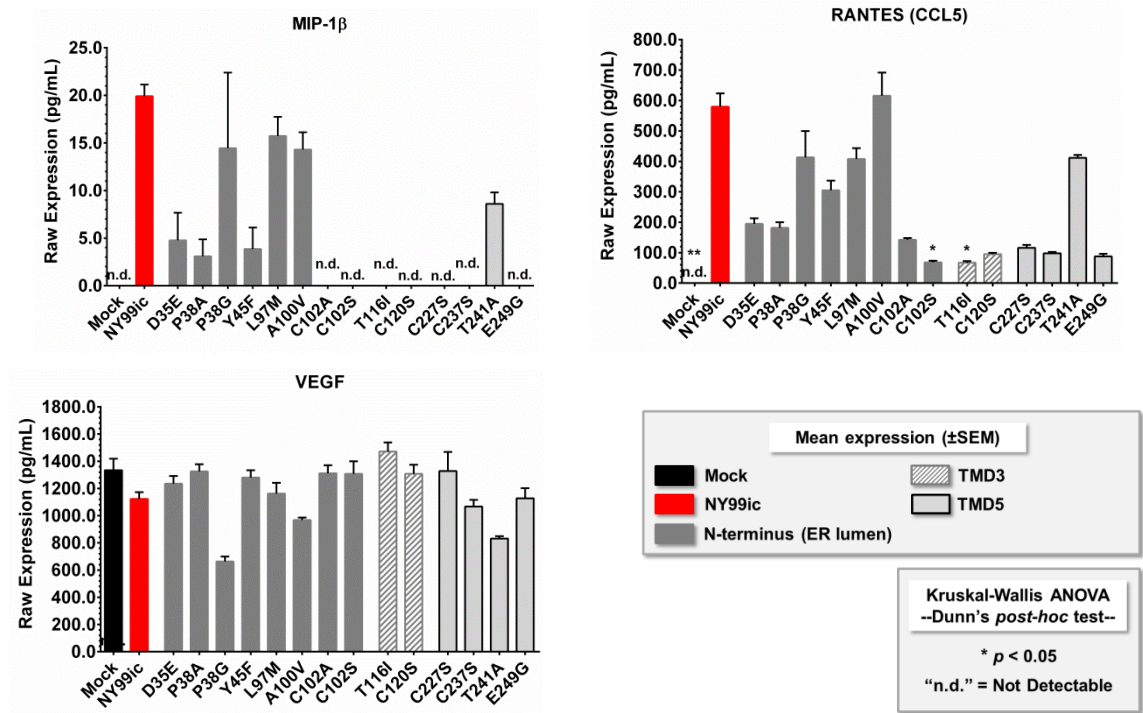 MIP-1β
Raw Expression (pg/mL)
25.0
20.0
15.0
10.0
5.0
0.0
n.d.
n.d.
n.d.
n.d.
n.d.
n.d.
n.d.
n.d.
Mock
NY99ic
D35E
P38A
P38G
Y45F
L97M
A100V
C102A
C102S
T116I
C120S
C227S
C237S
T241A
E249G
RANTES (CCL5)
Raw Expression (pg/mL)
800.0
700.0
600.0
500.0
400.0
300.0
200.0
100.0
0.0
**
n.d.
*
*
Mock
NY99ic
D35E
P38A
P38G
Y45F
L97M
A100V
C102A
C102S
T116I
C120S
C227S
C237S
T241A
E249G
VEGF
Raw Expression (pg/mL)
1800.0
1600.0
1400.0
1200.0
1000.0
800.0
600.0
400.0
200.0
0.0
Mock
NY99ic
D35E
P38A
P38G
Y45F
L97M
A100V
C102A
C102S
T116I
C120S
C227S
C237S
T241A
E249G
Mean expression (±SEM)
Mock
NY99ic
N-terminus (ER lumen)
TMD3
TMD5
Kruskal-Wallis ANOVA
--Dunn's post-hoc test--
* p < 0.05
“n.d.” = Not Detectable